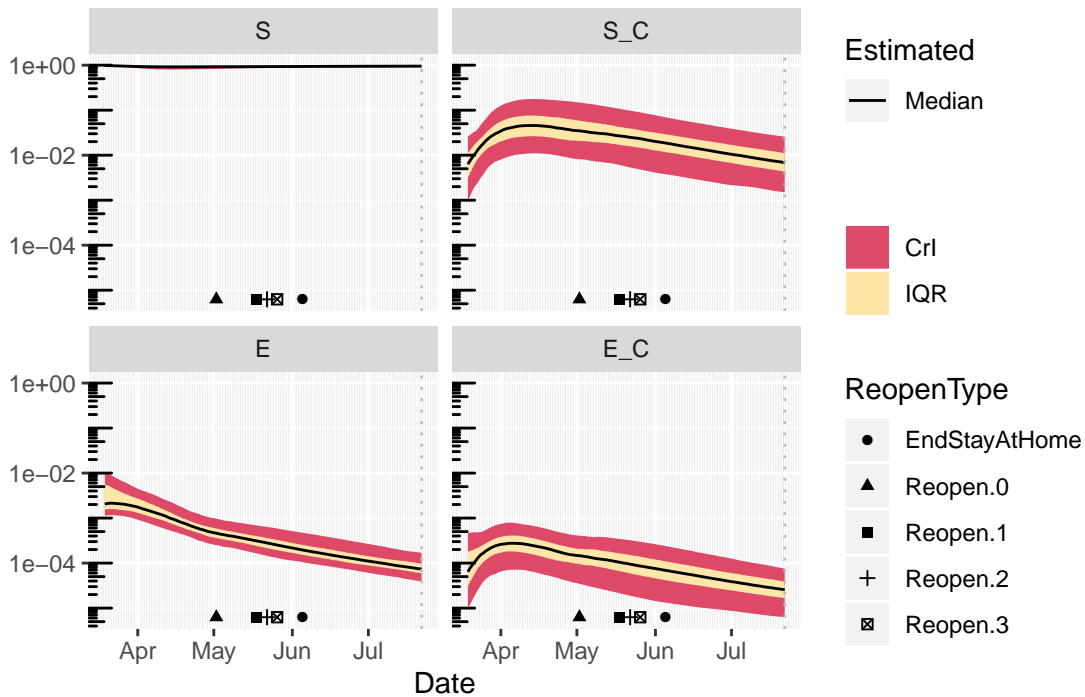 S
S_C
1e+00
1e−02
1e−04
E
E_C
1e+00
1e−02
1e−04
Apr
May
Jun
Jul
Apr
May
Jun
Jul
Date
Estimated
Median
CrI
IQR
ReopenType
EndStayAtHome
Reopen.0
Reopen.1
Reopen.2
Reopen.3